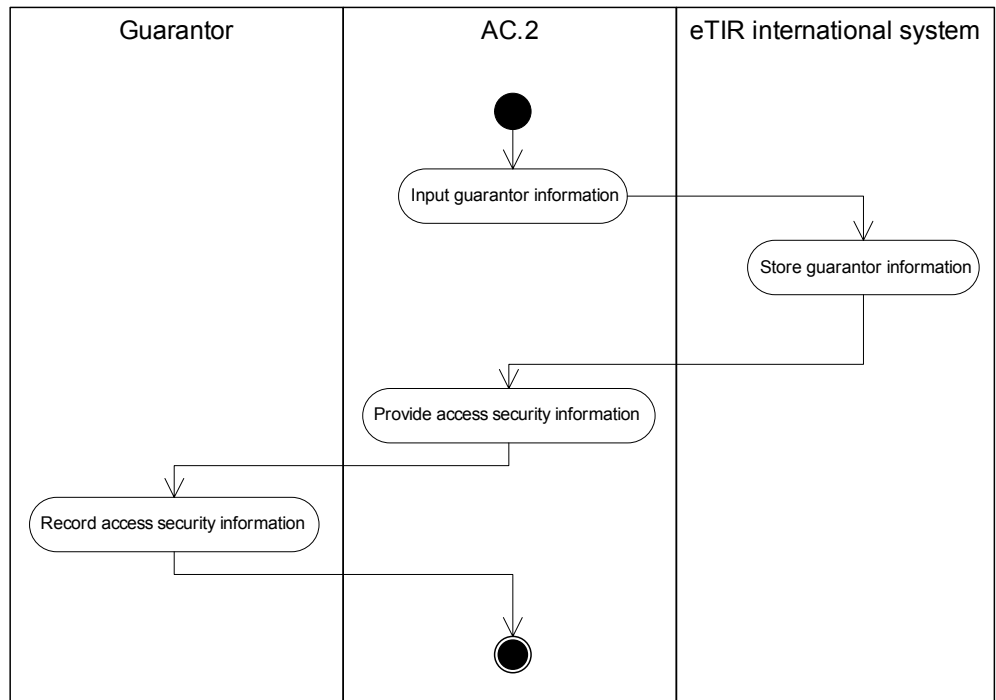 Guarantor
AC.2
eTIR international system
Input guarantor information
Store guarantor information
Provide access security information
Record access security information